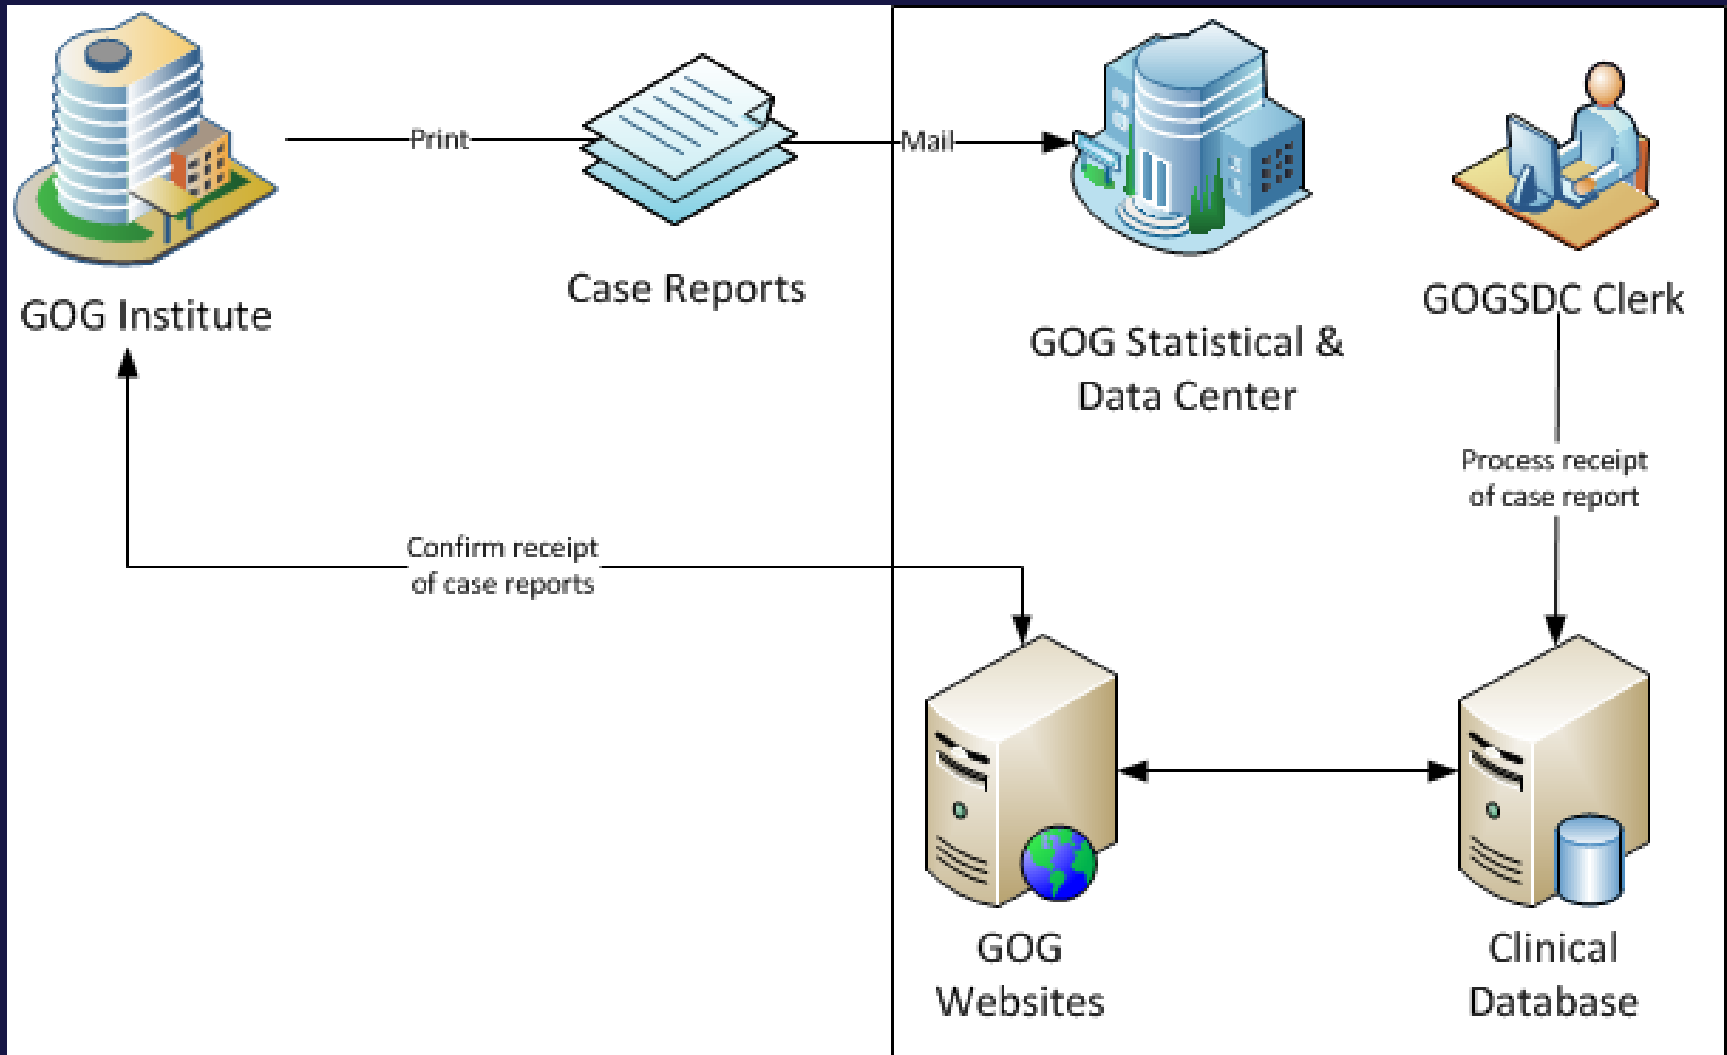 Print
Mail
Case Reports
GOG Institute
GOGSDC Clerk
GOG Statistical &
Data Center
Process receipt
of case report
Confirm receipt
of case reports
GOG
Websites
Clinical
Database